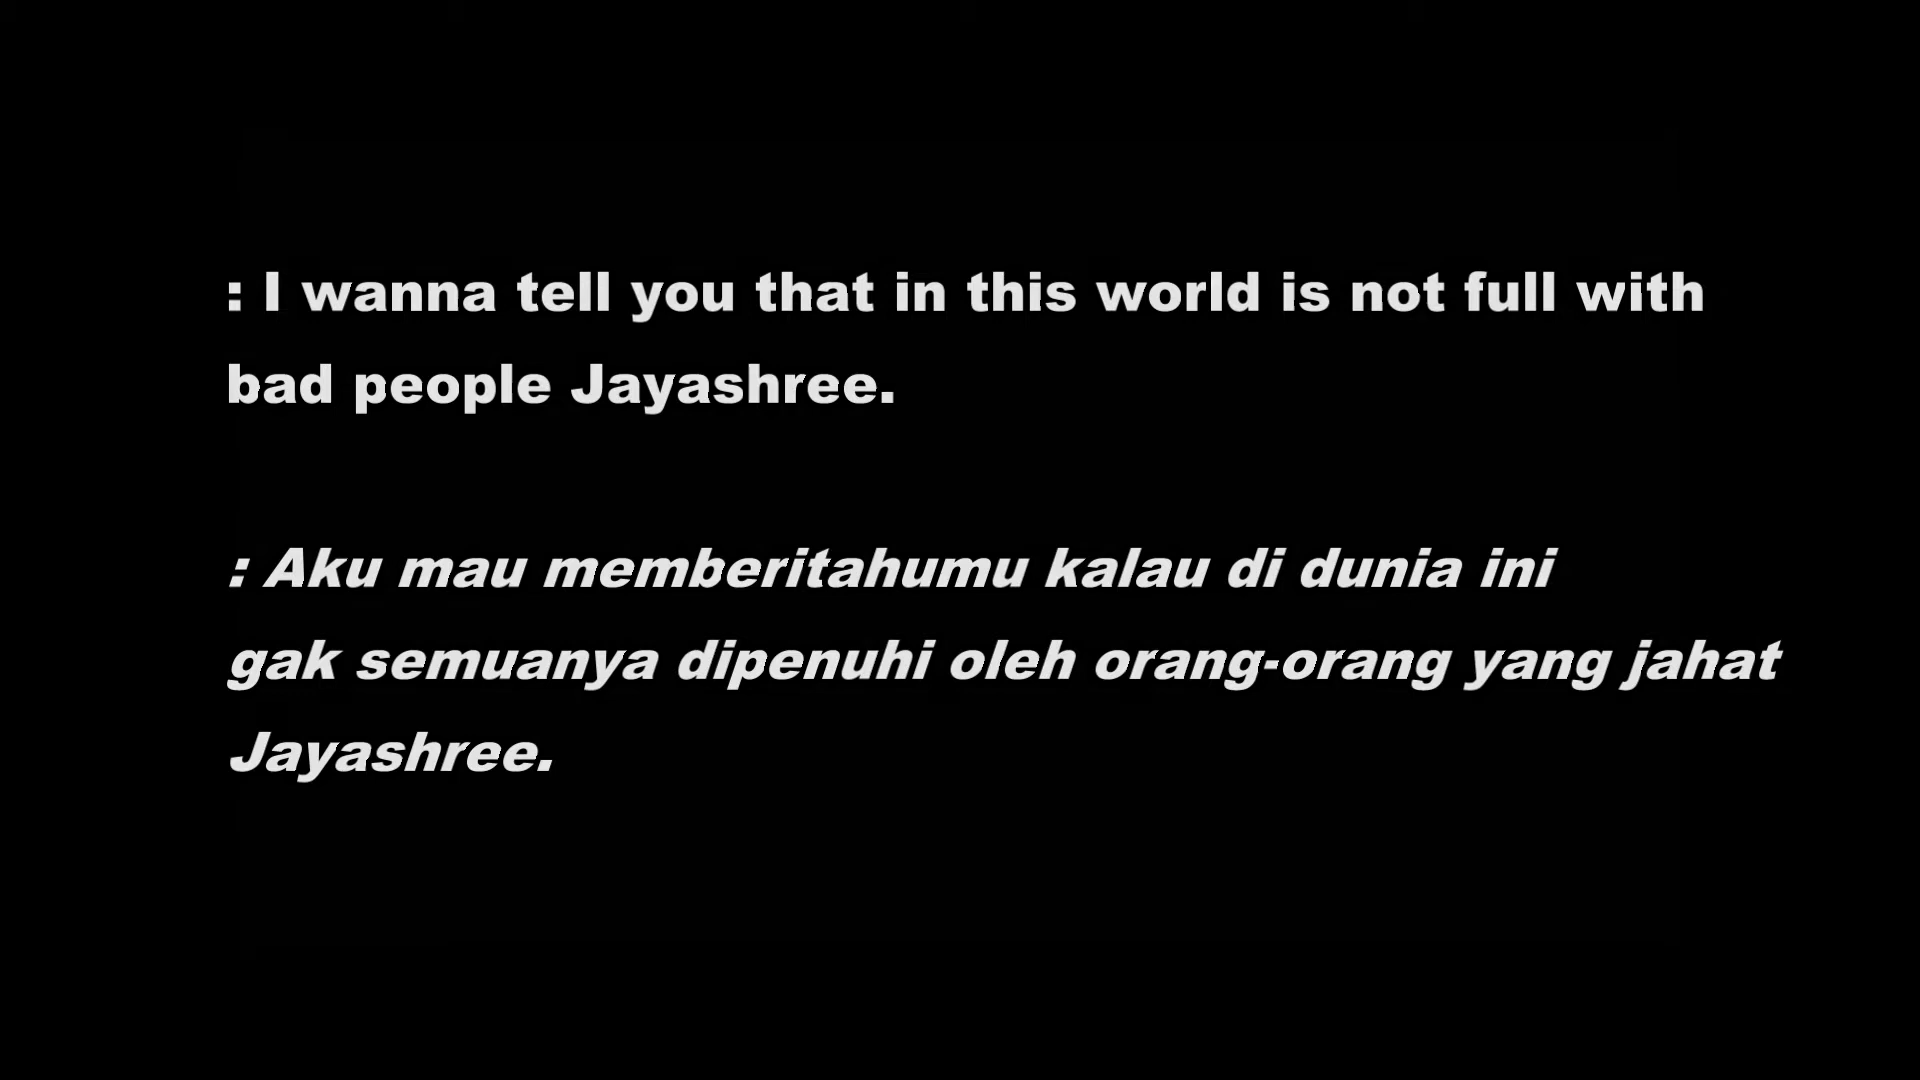 : I wanna tell you that in this world is not full with
bad people Jayashree.
: Aku mau memberitahumu kalau di dunia ini
gak semuanya dipenuhi oleh orang-orang yang jahat
Jayashree.